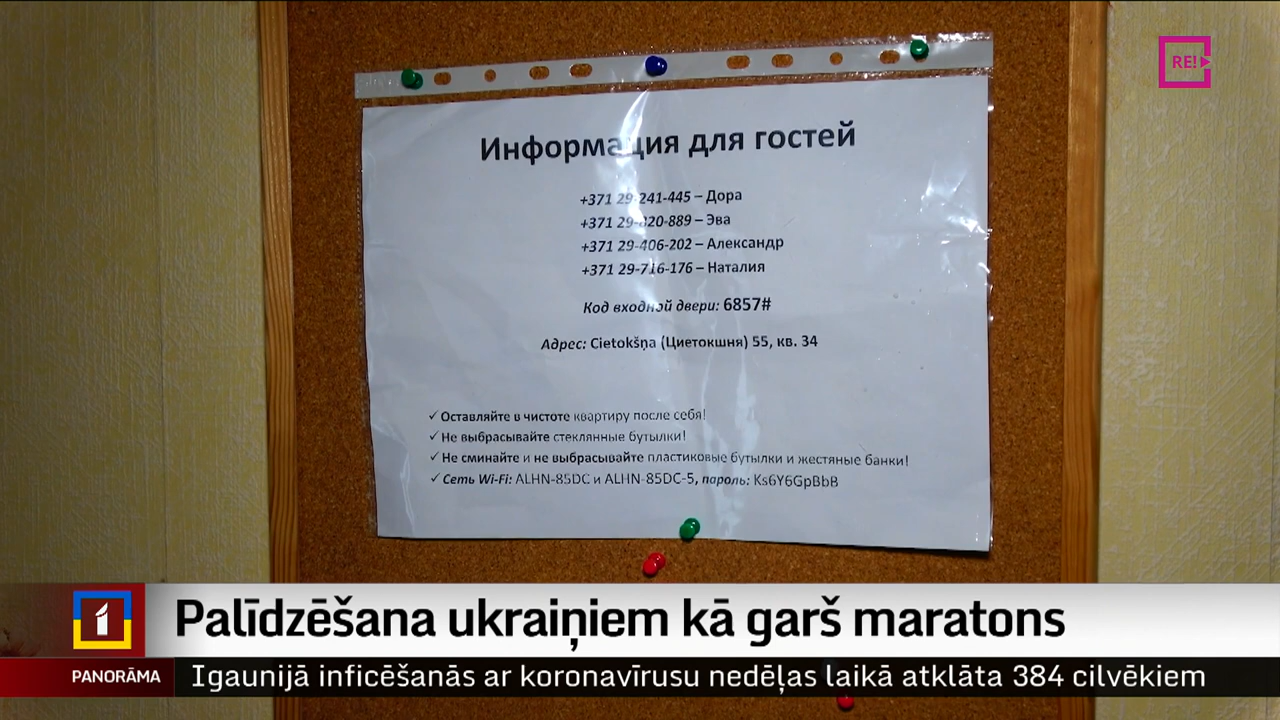 RE!
Информация для гостей
+371 29-241-445 – Дора
+371 29-820-889 – Эва
+371 29-406-202 – Александр
+371 29-716-176 – Наталия
Код входной двери: 6857#
Адрес: Cietokšņa (Циетокшня) 55, кв. 34
✓ Оставляйте в чистоте квартиру после себя!
✓ Не выбрасывайте стеклянные бутылки!
✓ Не сминайте и не выбрасывайте пластиковые бутылки и жестяные банки!
✓ Сеть Wi-Fi: ALHN-85DC и ALHN-85DC-5, пароль: Ks6Y6GpBbB
1
Palīdzēšana ukraiņiem kā garš maratons
PANORĀMA
Igaunijā inficēšanās ar koronavīrusu nedēļas laikā atklāta 384 cilvēkiem